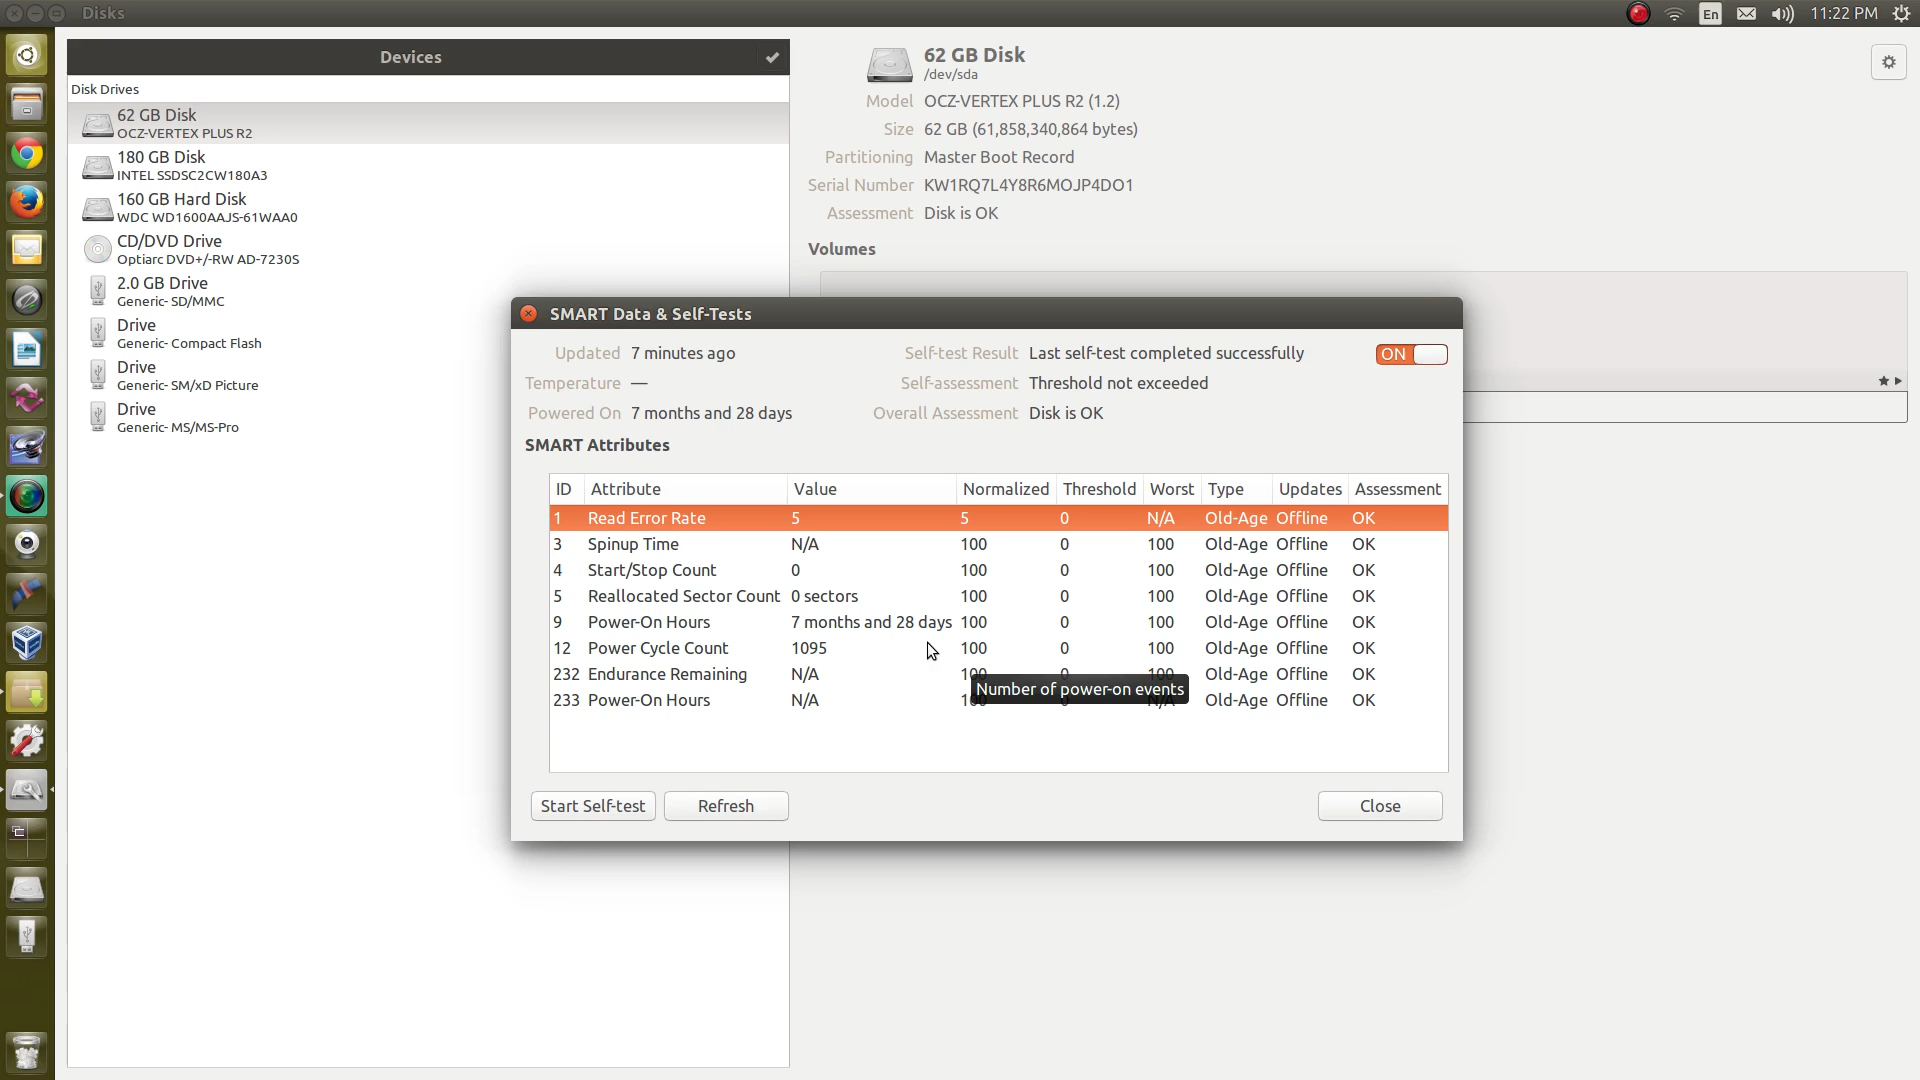 Disks
En
11:22 PM
Devices
Disk Drives
62 GB Disk
OCZ-VERTEX PLUS R2
180 GB Disk
INTEL SSDSC2CW180A3
160 GB Hard Disk
WDC WD1600AAJS-61WAA0
CD/DVD Drive
Optiarc DVD+/-RW AD-7230S
2.0 GB Drive
Generic- SD/MMC
Drive
Generic- Compact Flash
Drive
Generic- SM/xD Picture
Drive
Generic- MS/MS-Pro
62 GB Disk
/dev/sda
Model OCZ-VERTEX PLUS R2 (1.2)
Size 62 GB (61,858,340,864 bytes)
Partitioning Master Boot Record
Serial Number KW1RQ7L4Y8R6MOJP4DO1
Assessment Disk is OK
Volumes
SMART Data & Self-Tests
Updated 7 minutes ago Self-test Result Last self-test completed successfully ON
Temperature — Self-assessment Threshold not exceeded
Powered On 7 months and 28 days Overall Assessment Disk is OK
SMART Attributes
ID Attribute Value Normalized Threshold Worst Type Updates Assessment
1 Read Error Rate 5 5 0 N/A Old-Age Offline OK
3 Spinup Time N/A 100 0 100 Old-Age Offline OK
4 Start/Stop Count 0 100 0 100 Old-Age Offline OK
5 Reallocated Sector Count 0 sectors 100 0 100 Old-Age Offline OK
9 Power-On Hours 7 months and 28 days 100 0 100 Old-Age Offline OK
12 Power Cycle Count 1095 100 0 100 Old-Age Offline OK
232 Endurance Remaining N/A 100 0 100 Old-Age Offline OK
Number of power-on events
233 Power-On Hours N/A 100 0 N/A Old-Age Offline OK
Start Self-test Refresh Close